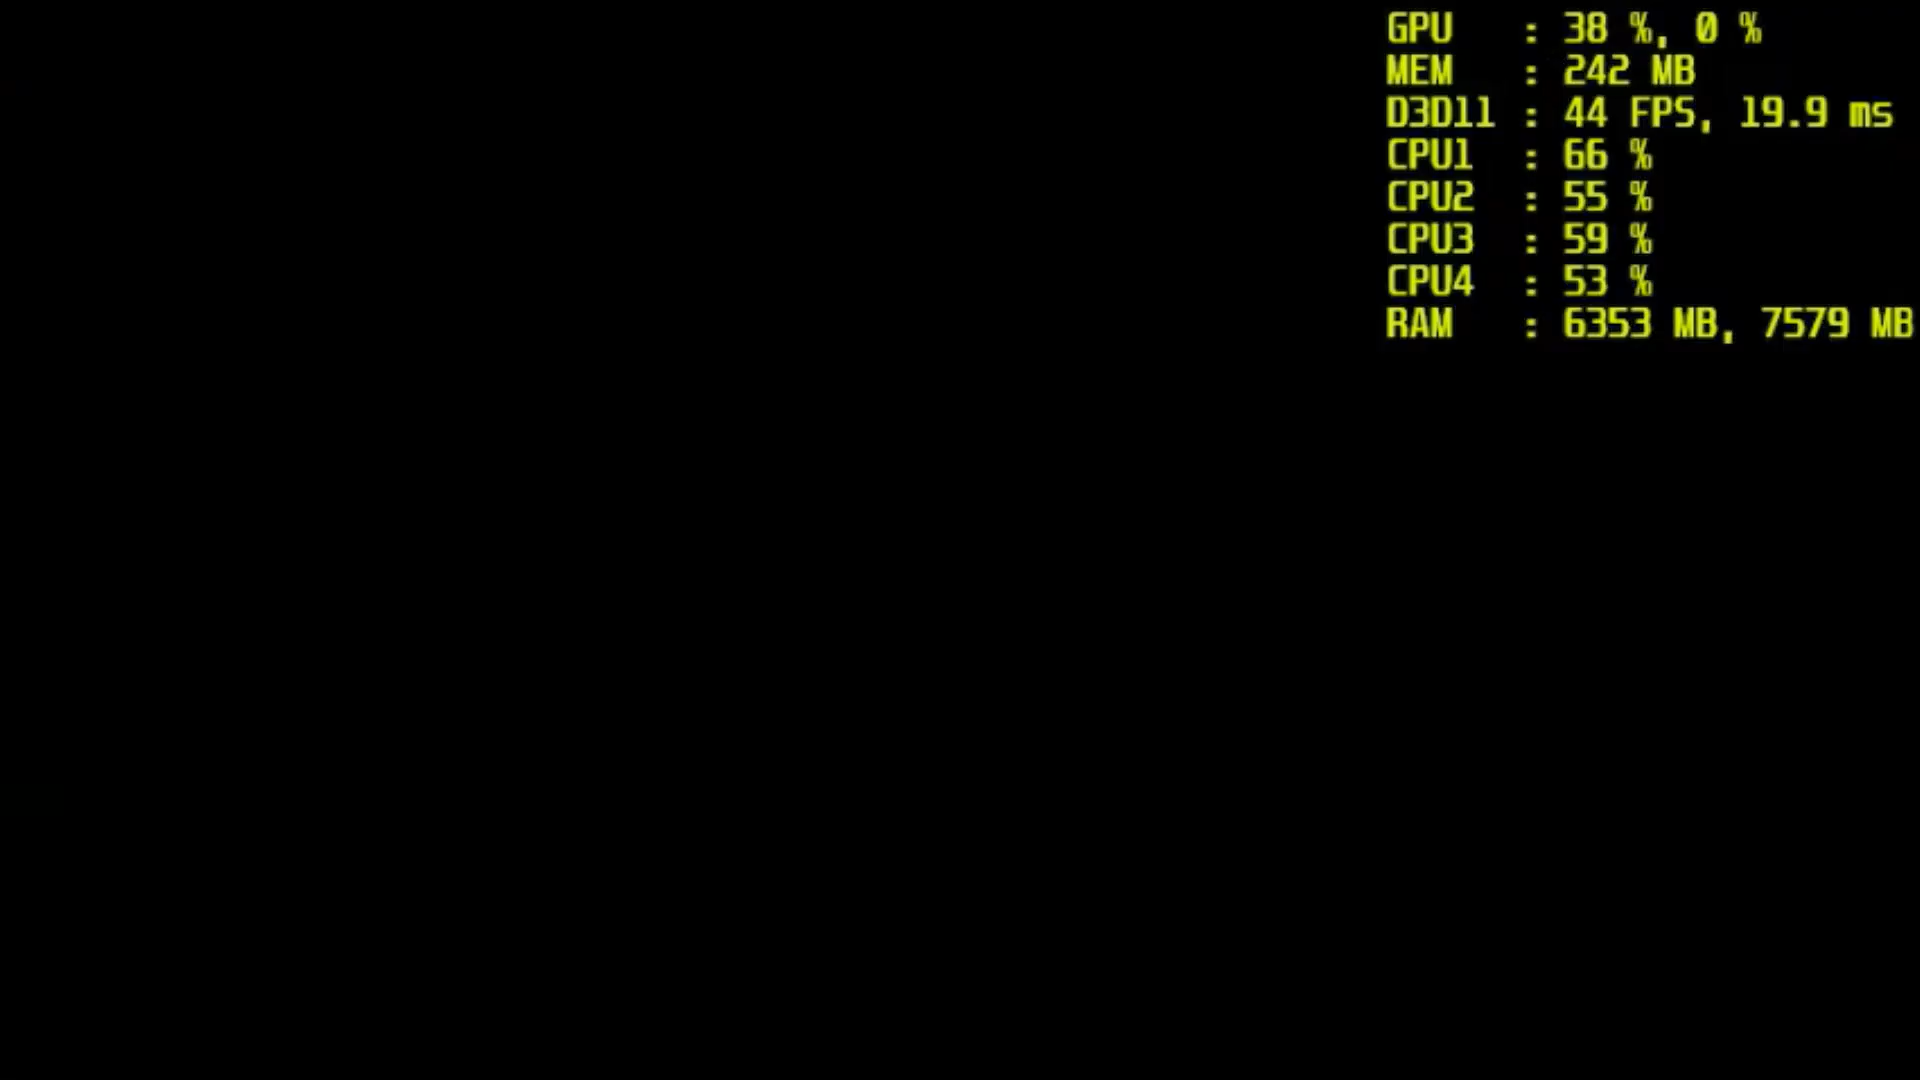 GPU : 38 %, 0 %
MEM : 242 MB
D3D11 : 44 FPS, 19.9 ms
CPU1 : 66 %
CPU2 : 55 %
CPU3 : 59 %
CPU4 : 53 %
RAM : 6353 MB, 7579 MB